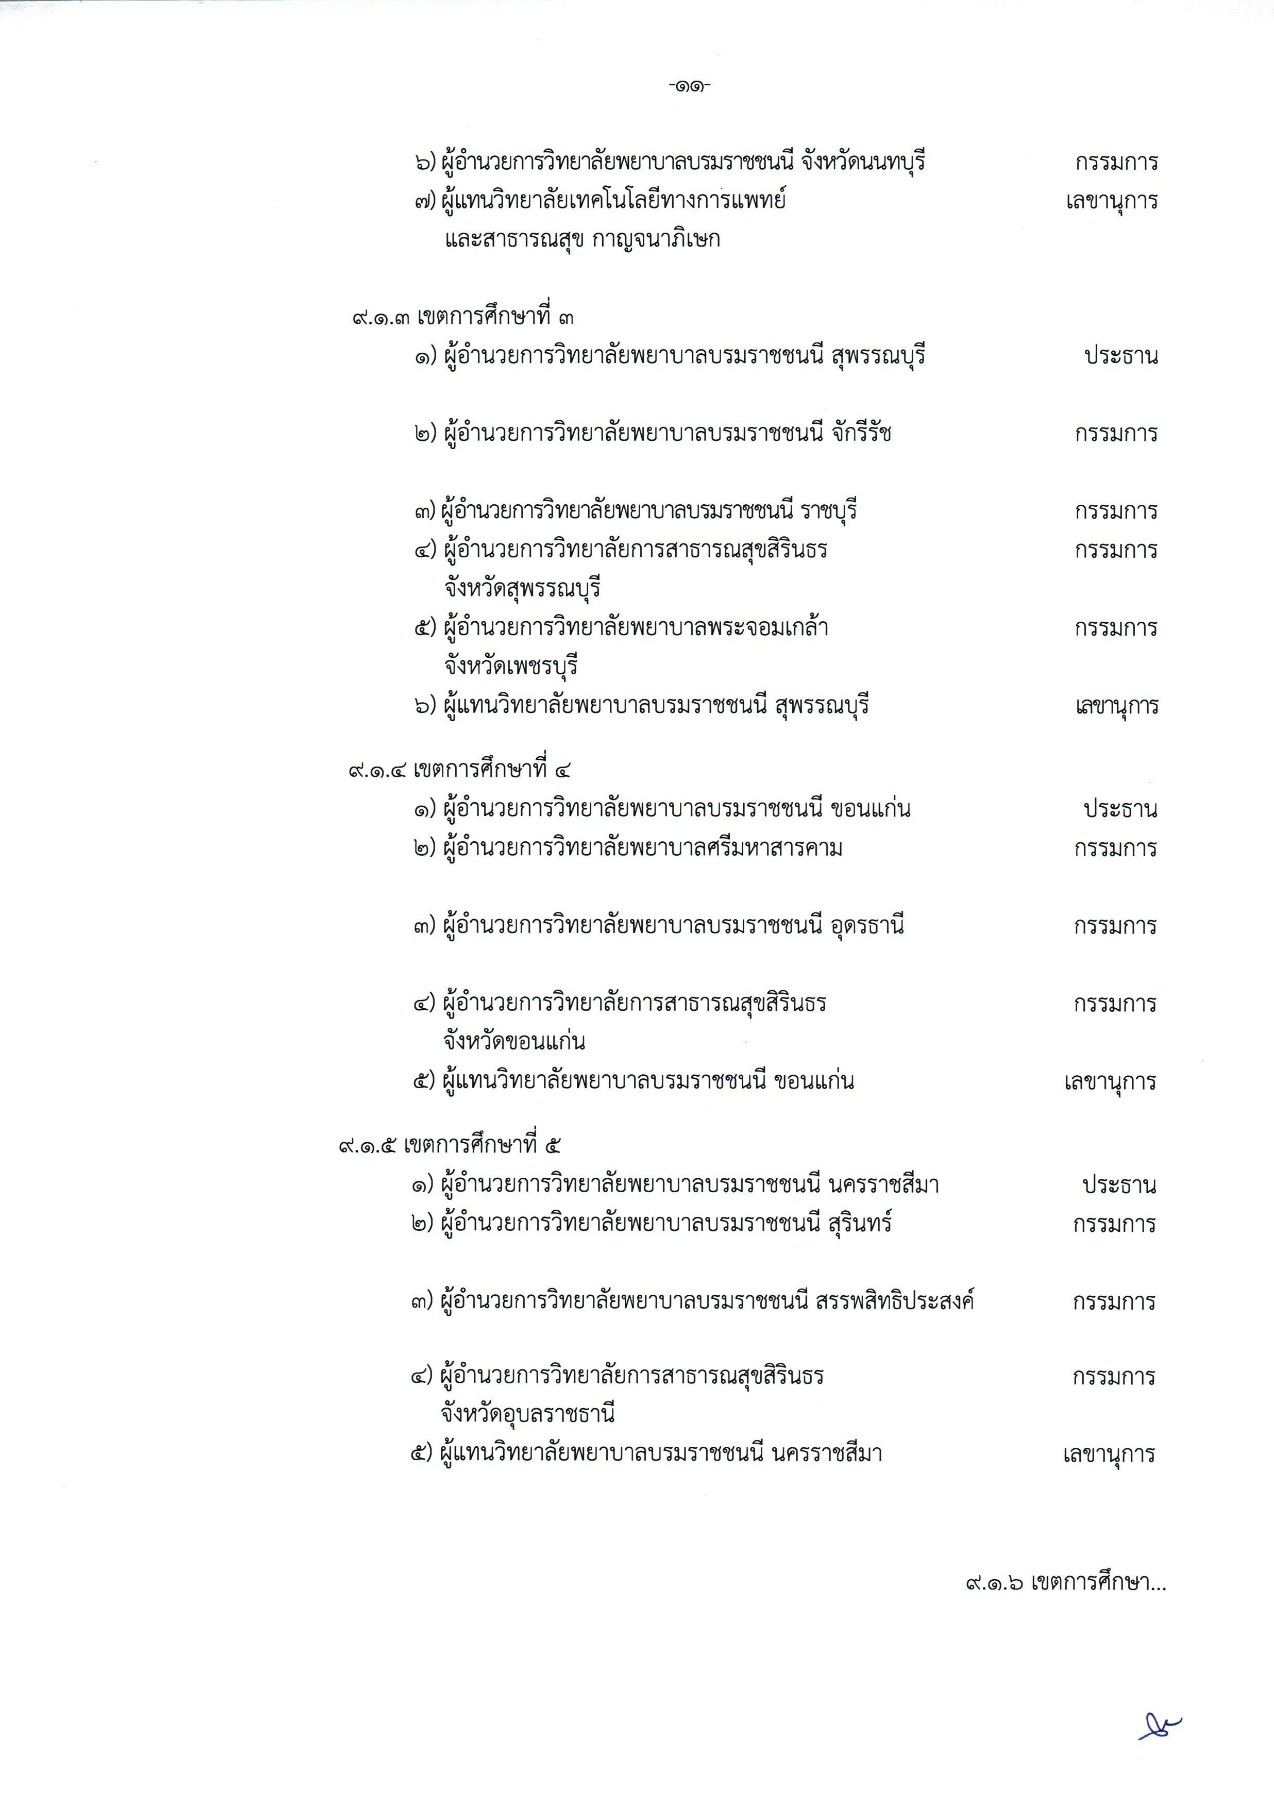 -๑๑-
๖) ผู้อำนวยการวิทยาลัยพยาบาลบรมราชชนนี จังหวัดนนทบุรี กรรมการ
๗) ผู้แทนวิทยาลัยเทคโนโลยีทางการแพทย์ เลขานุการ
และสาธารณสุข กาญจนาภิเษก
๙.๑.๓ เขตการศึกษาที่ ๓
๑) ผู้อำนวยการวิทยาลัยพยาบาลบรมราชชนนี สุพรรณบุรี ประธาน
๒) ผู้อำนวยการวิทยาลัยพยาบาลบรมราชชนนี จักรีรัช กรรมการ
๓) ผู้อำนวยการวิทยาลัยพยาบาลบรมราชชนนี ราชบุรี กรรมการ
๔) ผู้อำนวยการวิทยาลัยการสาธารณสุขสิรินธร กรรมการ
จังหวัดสุพรรณบุรี
๕) ผู้อำนวยการวิทยาลัยพยาบาลพระจอมเกล้า กรรมการ
จังหวัดเพชรบุรี
๖) ผู้แทนวิทยาลัยพยาบาลบรมราชชนนี สุพรรณบุรี เลขานุการ
๙.๑.๔ เขตการศึกษาที่ ๔
๑) ผู้อำนวยการวิทยาลัยพยาบาลบรมราชชนนี ขอนแก่น ประธาน
๒) ผู้อำนวยการวิทยาลัยพยาบาลศรีมหาสารคาม กรรมการ
๓) ผู้อำนวยการวิทยาลัยพยาบาลบรมราชชนนี อุดรธานี กรรมการ
๔) ผู้อำนวยการวิทยาลัยการสาธารณสุขสิรินธร กรรมการ
จังหวัดขอนแก่น
๕) ผู้แทนวิทยาลัยพยาบาลบรมราชชนนี ขอนแก่น เลขานุการ
๙.๑.๕ เขตการศึกษาที่ ๕
๑) ผู้อำนวยการวิทยาลัยพยาบาลบรมราชชนนี นครราชสีมา ประธาน
๒) ผู้อำนวยการวิทยาลัยพยาบาลบรมราชชนนี สุรินทร์ กรรมการ
๓) ผู้อำนวยการวิทยาลัยพยาบาลบรมราชชนนี สรรพสิทธิประสงค์ กรรมการ
๔) ผู้อำนวยการวิทยาลัยการสาธารณสุขสิรินธร กรรมการ
จังหวัดอุบลราชธานี
๕) ผู้แทนวิทยาลัยพยาบาลบรมราชชนนี นครราชสีมา เลขานุการ
๙.๑.๖ เขตการศึกษา...